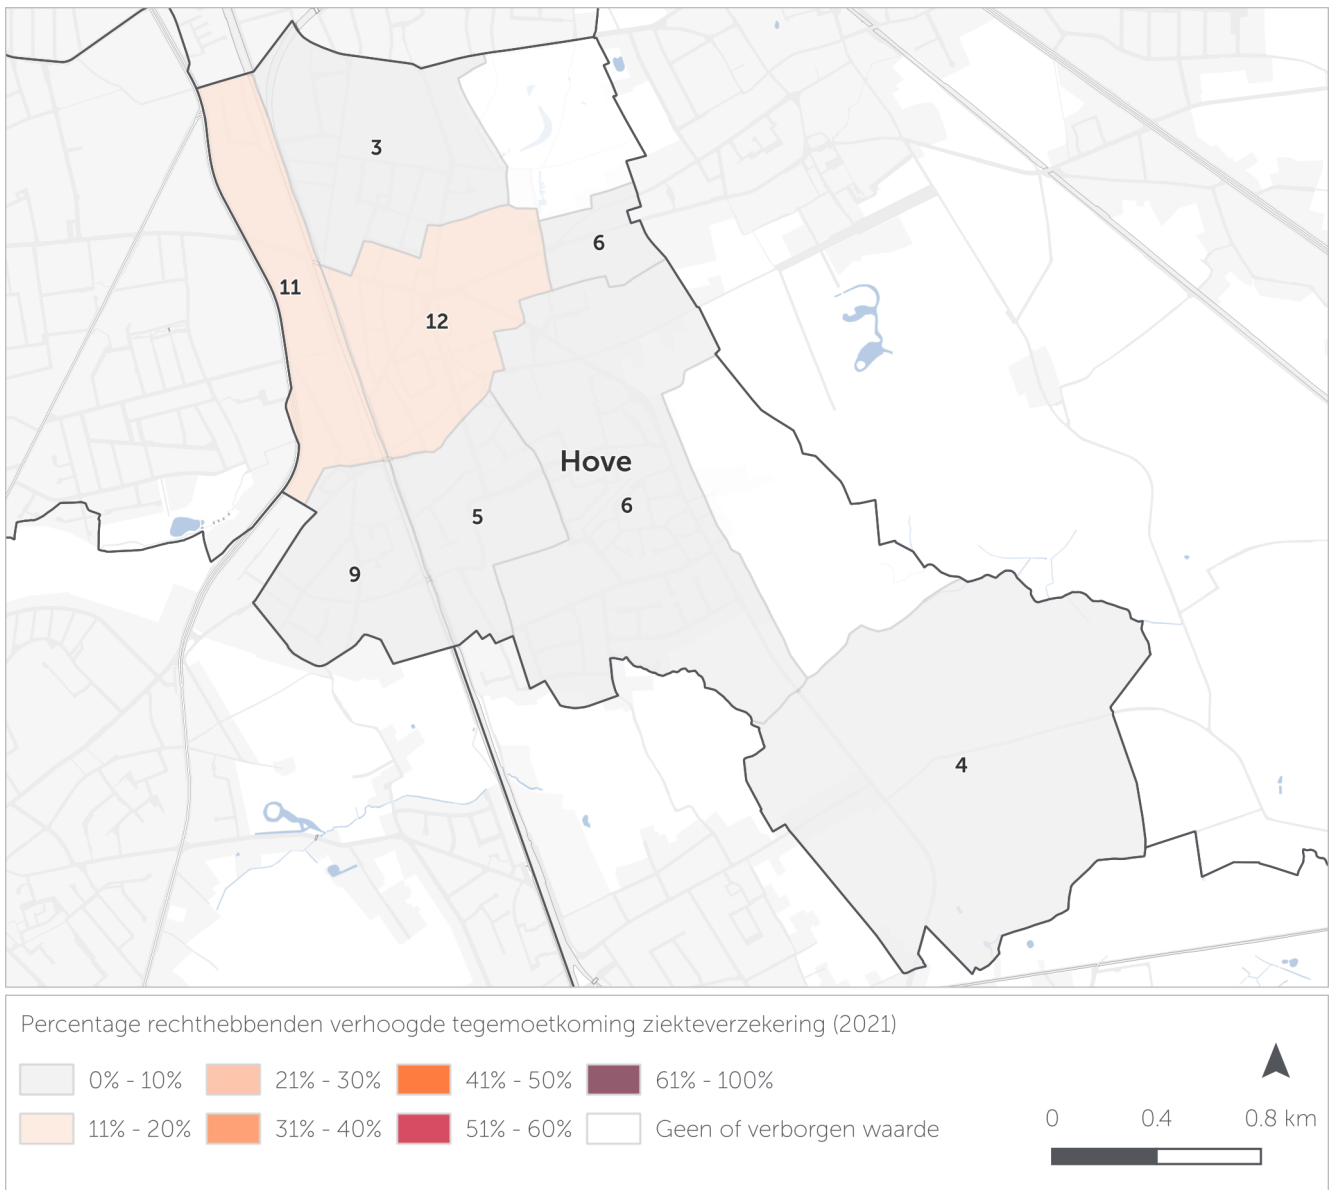 3
6
11
12
Hove
6
5
9
4
Percentage rechthebbenden verhoogde tegemoetkoming ziekteverzekering (2021)
0% - 10%
21% - 30%
41% - 50%
61% - 100%
11% - 20%
31% - 40%
51% - 60%
Geen of verborgen waarde
0 0.4 0.8 km